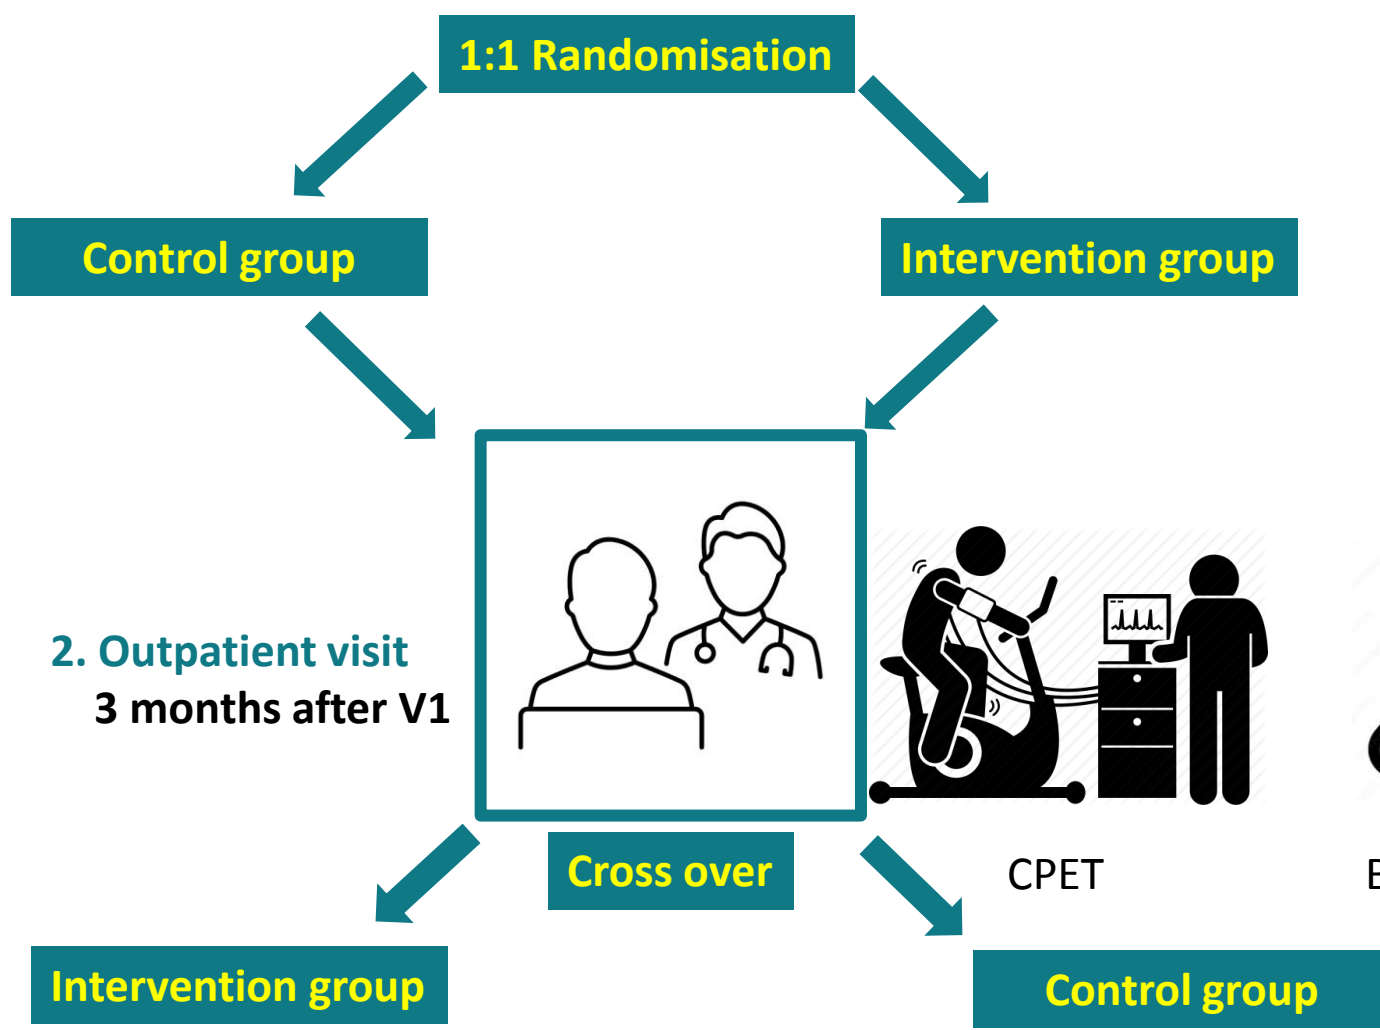 1:1 Randomisation
Control group
Intervention group
2. Outpatient visit
3 months after V1
Cross over
CPET
Intervention group
Control group